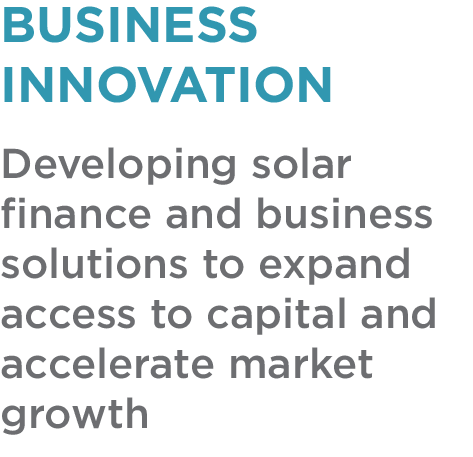 BUSINESS
INNOVATION
Developing solar
finance and business
solutions to expand
access to capital and
accelerate market
growth